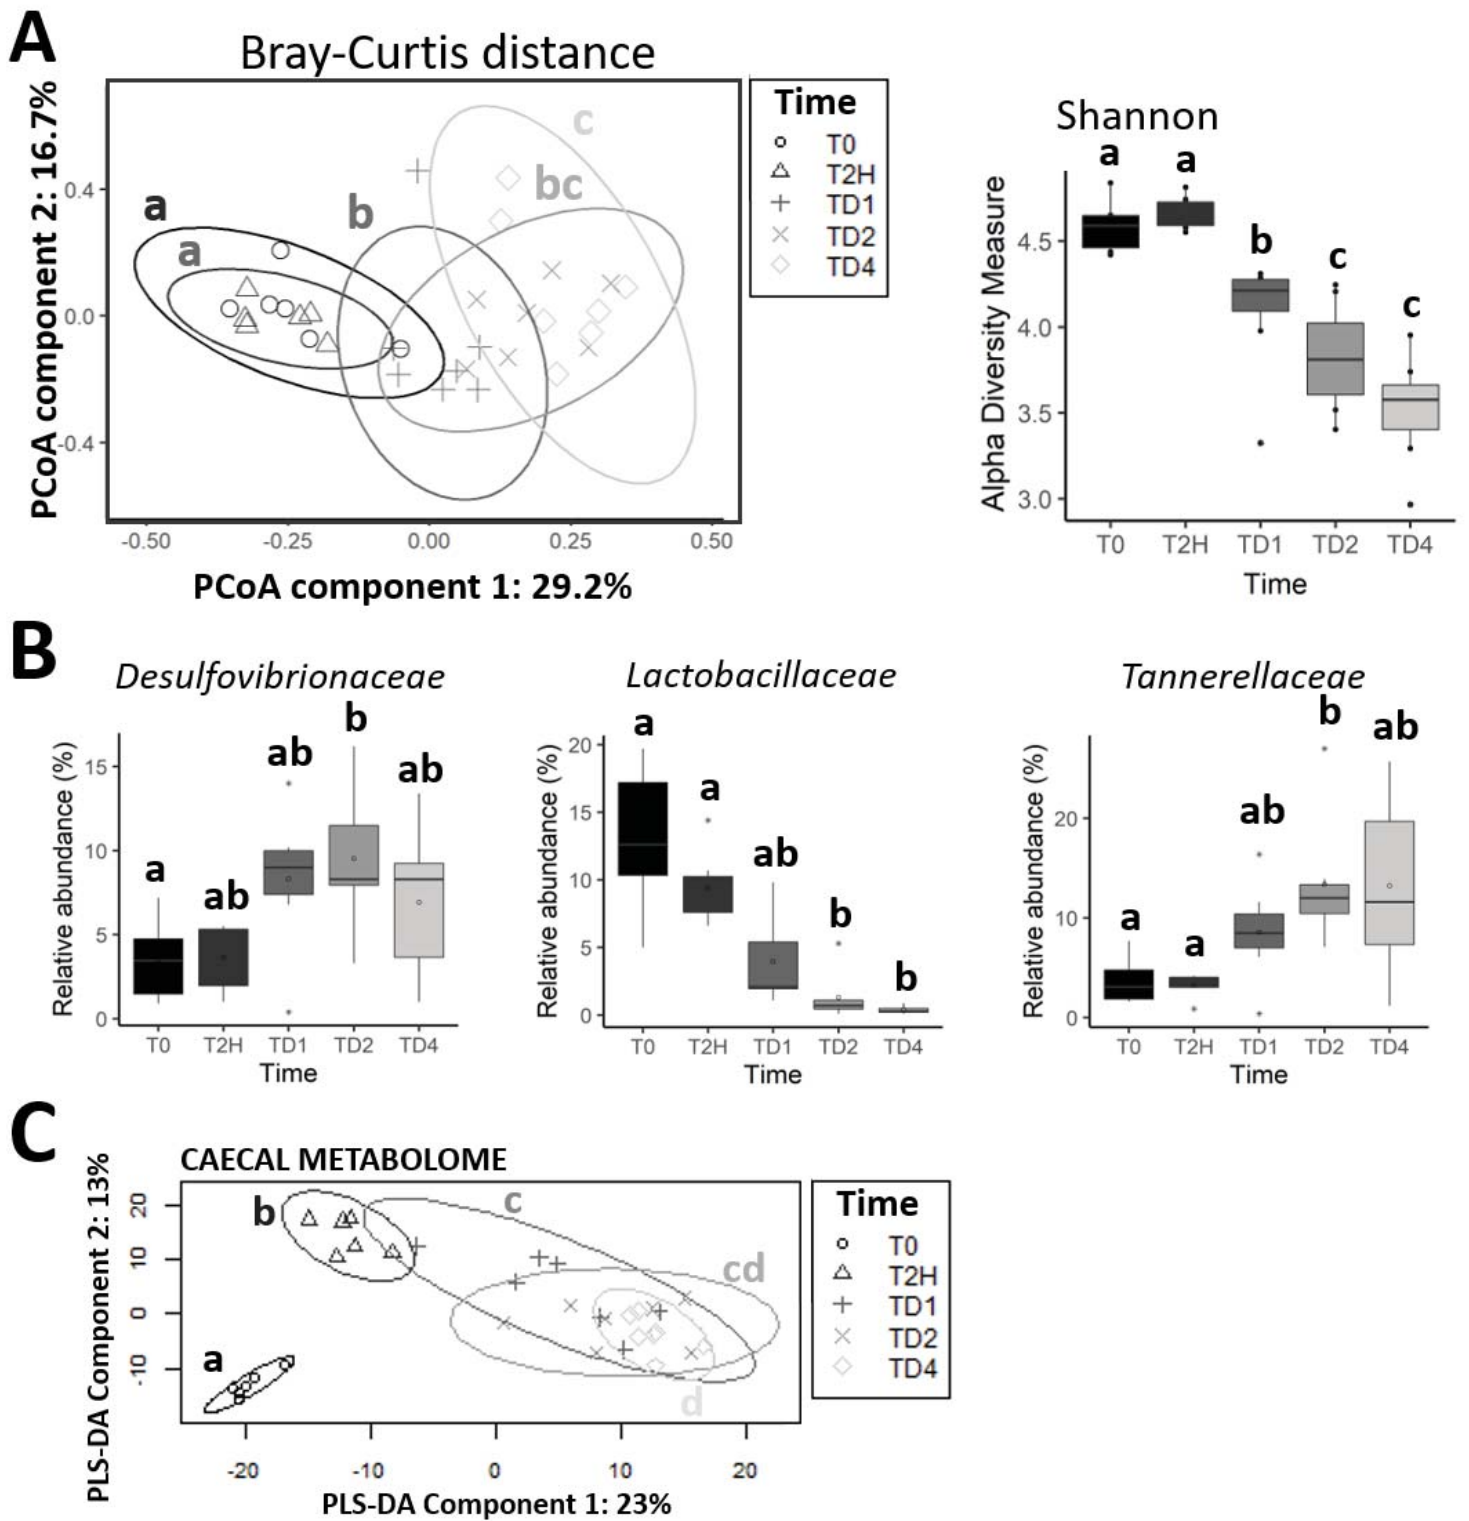 A
Bray-Curtis distance
a
a
b
bc
c
0.4
0.0
-0.4
-0.50
-0.25
0.00
0.25
0.50
PCoA component 2: 16.7%
PCoA component 1: 29.2%
Time
T0
T2H
TD1
TD2
TD4
Shannon
a
a
b
c
c
Alpha Diversity Measure
4.5
4.0
3.5
3.0
T0 T2H TD1 TD2 TD4
Time
B
Desulfovibrionaceae
a
ab
ab
b
ab
Relative abundance (%)
15
10
5
0
T0 T2H TD1 TD2 TD4
Time
Lactobacillaceae
a
a
ab
b
b
Relative abundance (%)
20
15
10
5
0
T0 T2H TD1 TD2 TD4
Time
Tannerellaceae
a
a
ab
b
ab
Relative abundance (%)
20
10
0
T0 T2H TD1 TD2 TD4
Time
C
CAECAL METABOLOME
b
c
cd
a
d
PLS-DA Component 2: 13%
20
10
0
-10
-20
-10
0
10
20
PLS-DA Component 1: 23%
Time
T0
T2H
TD1
TD2
TD4